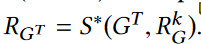 R_{G^T} = S^*(G^T, R_G^k).